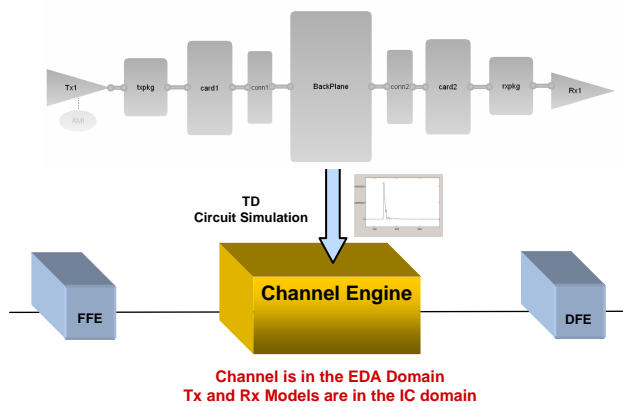 Tx1
AMI
txpkg
card1
conn1
BackPlane
conn2
card2
rxpkg
Rx1
TD
Circuit Simulation
FFE
Channel Engine
DFE
Channel is in the EDA Domain
Tx and Rx Models are in the IC domain